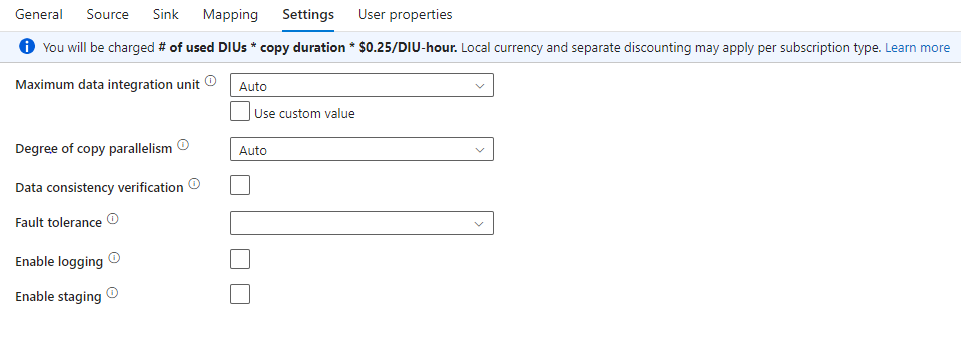 General Source Sink Mapping Settings User properties
You will be charged # of used DIUs * copy duration * $0.25/DIU-hour. Local currency and separate discounting may apply per subscription type. Learn more
Maximum data integration unit Auto
Use custom value
Degree of copy parallelism Auto
Data consistency verification
Fault tolerance
Enable logging
Enable staging